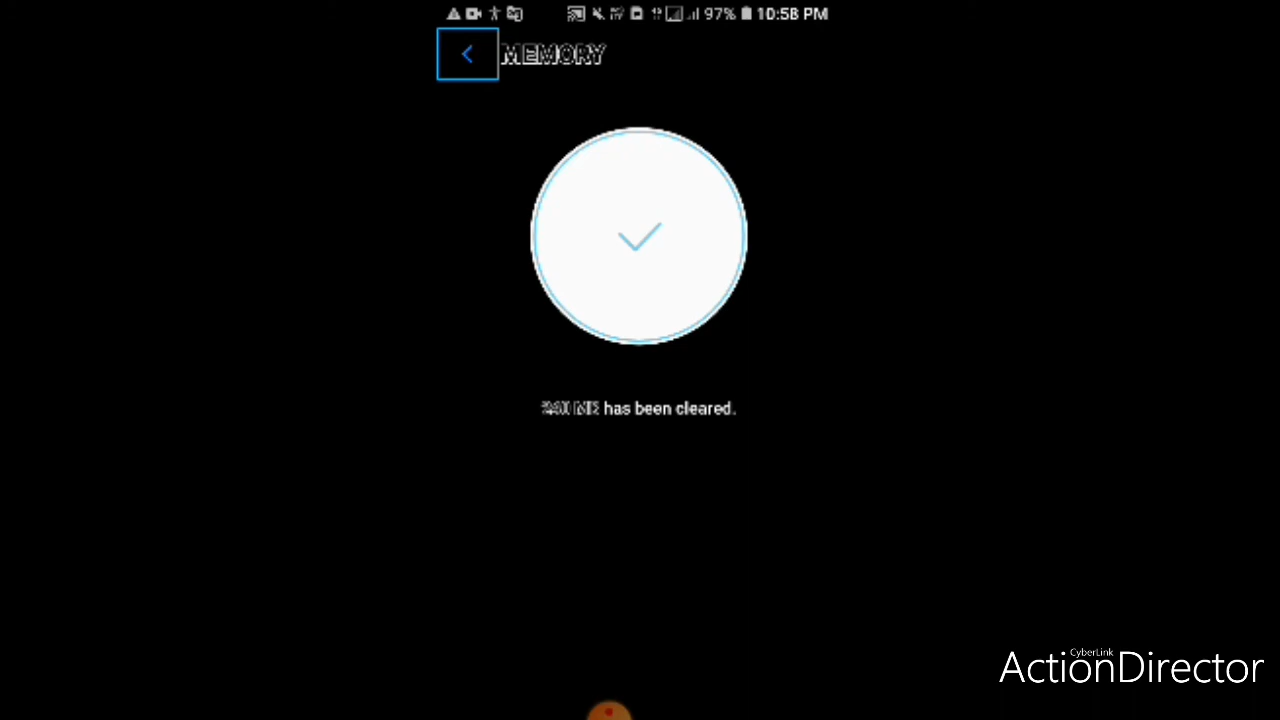 97% 10:58 PM
MEMORY
has been cleared.
CyberLink
ActionDirector